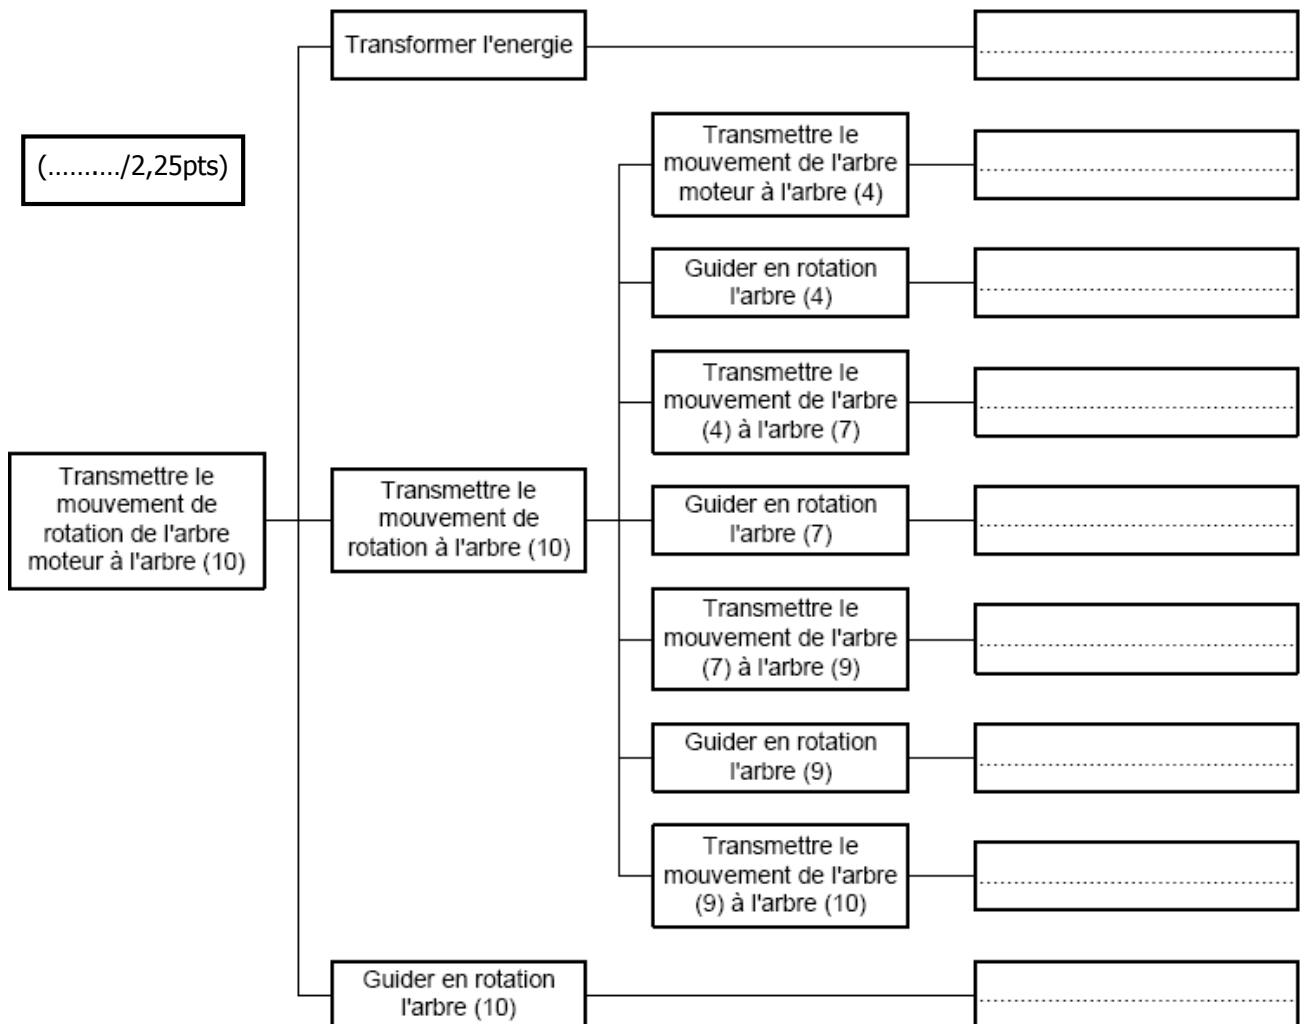 Transformer l'energie
..........................................................
(........../2,25pts)
Transmettre le
mouvement de l'arbre
moteur à l'arbre (4)
..........................................................
Guider en rotation
l'arbre (4)
..........................................................
Transmettre le
mouvement de l'arbre
(4) à l'arbre (7)
..........................................................
Transmettre le
mouvement de
rotation de l'arbre
moteur à l'arbre (10)
Transmettre le
mouvement de
rotation à l'arbre (10)
Guider en rotation
l'arbre (7)
..........................................................
Transmettre le
mouvement de l'arbre
(7) à l'arbre (9)
..........................................................
Guider en rotation
l'arbre (9)
..........................................................
Transmettre le
mouvement de l'arbre
(9) à l'arbre (10)
..........................................................
Guider en rotation
l'arbre (10)
..........................................................